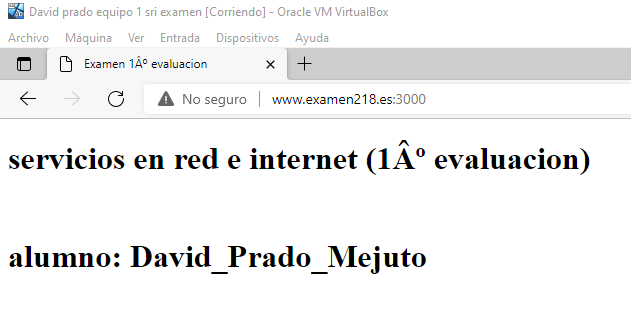 David prado equipo 1 sri examen [Corriendo] - Oracle VM VirtualBox
Archivo Máquina Ver Entrada Dispositivos Ayuda
Examen 1Âº evaluacion
No seguro www.examen218.es:3000
servicios en red e internet (1Âº evaluacion)
alumno: David_Prado_Mejuto